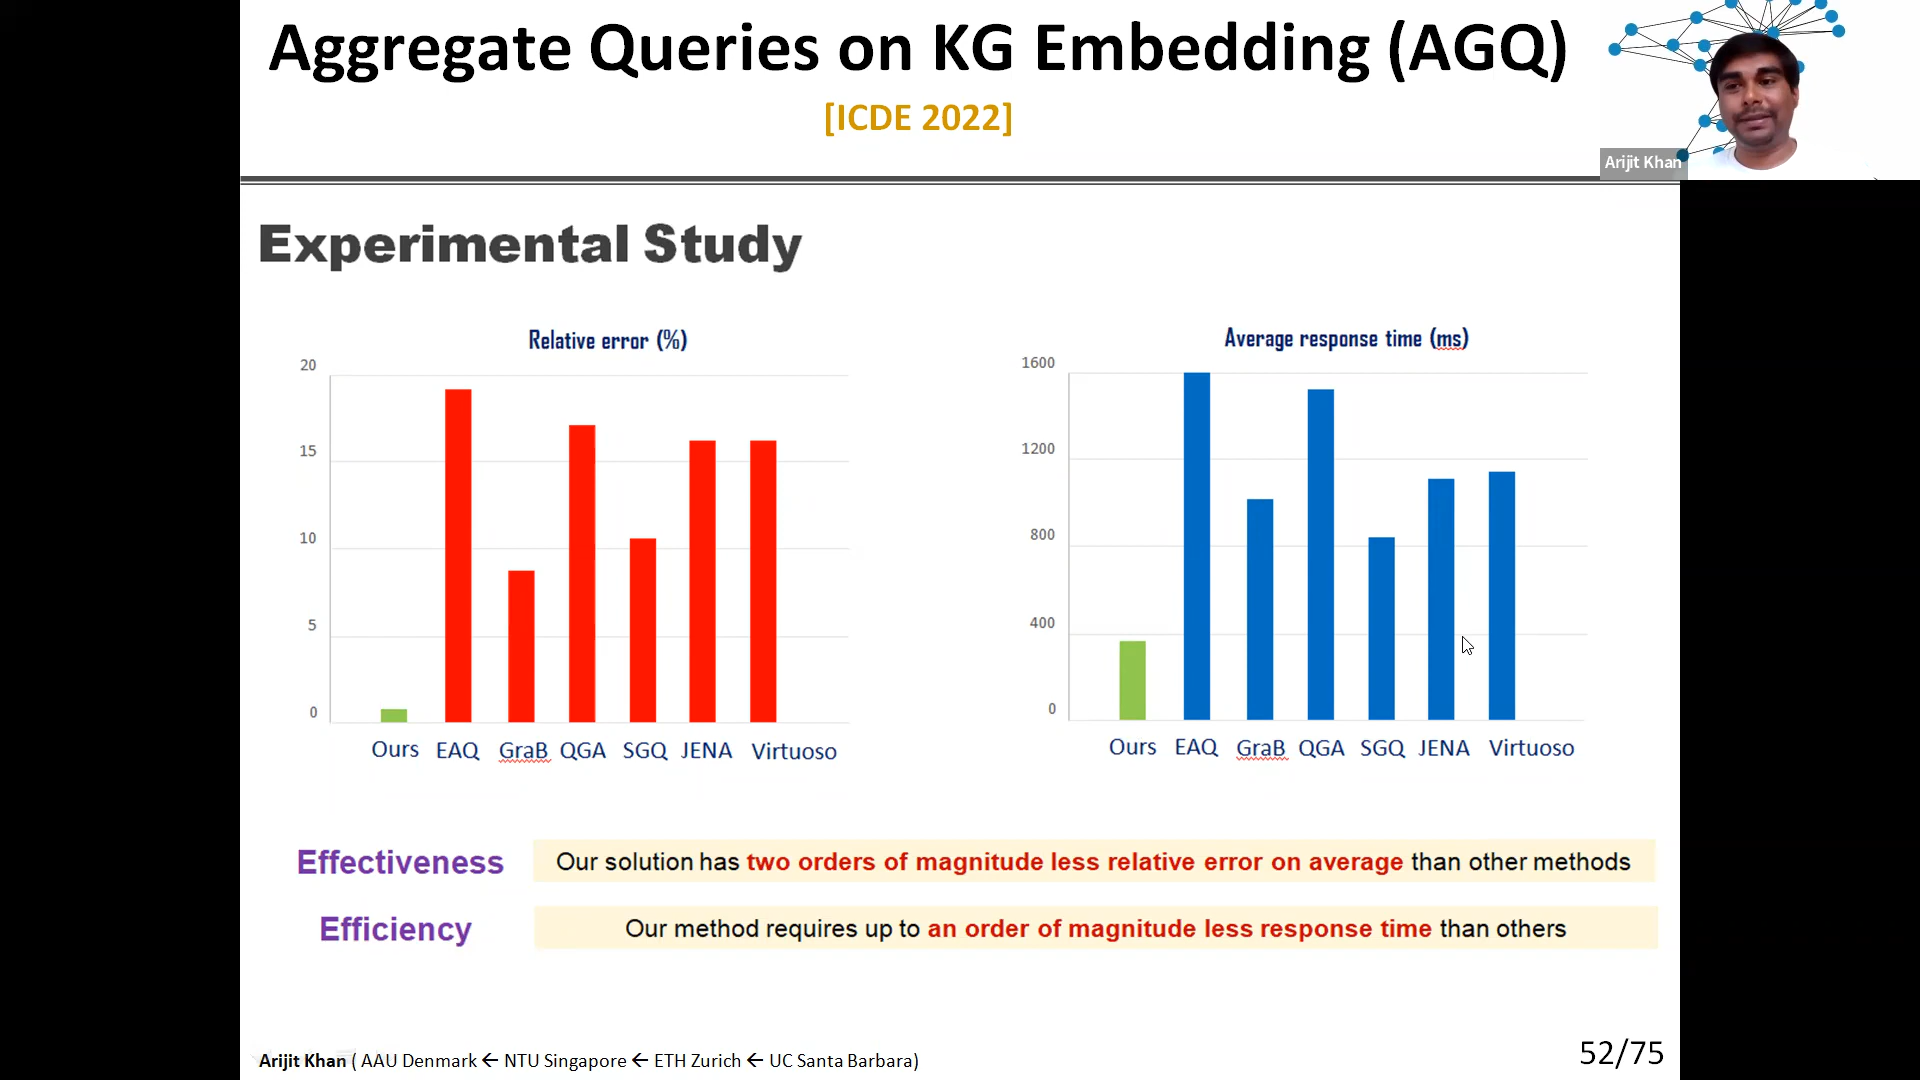 Aggregate Queries on KG Embedding (AGQ)
[ICDE 2022]
Arijit Khan
Experimental Study
Relative error (%)
20
15
10
5
0
Ours EAQ GraB QGA SGQ JENA Virtuoso
Average response time (ms)
1600
1200
800
400
0
Ours EAQ GraB QGA SGQ JENA Virtuoso
Effectiveness Our solution has two orders of magnitude less relative error on average than other methods
Efficiency Our method requires up to an order of magnitude less response time than others
Arijit Khan ( AAU Denmark ← NTU Singapore ← ETH Zurich ← UC Santa Barbara)
52/75